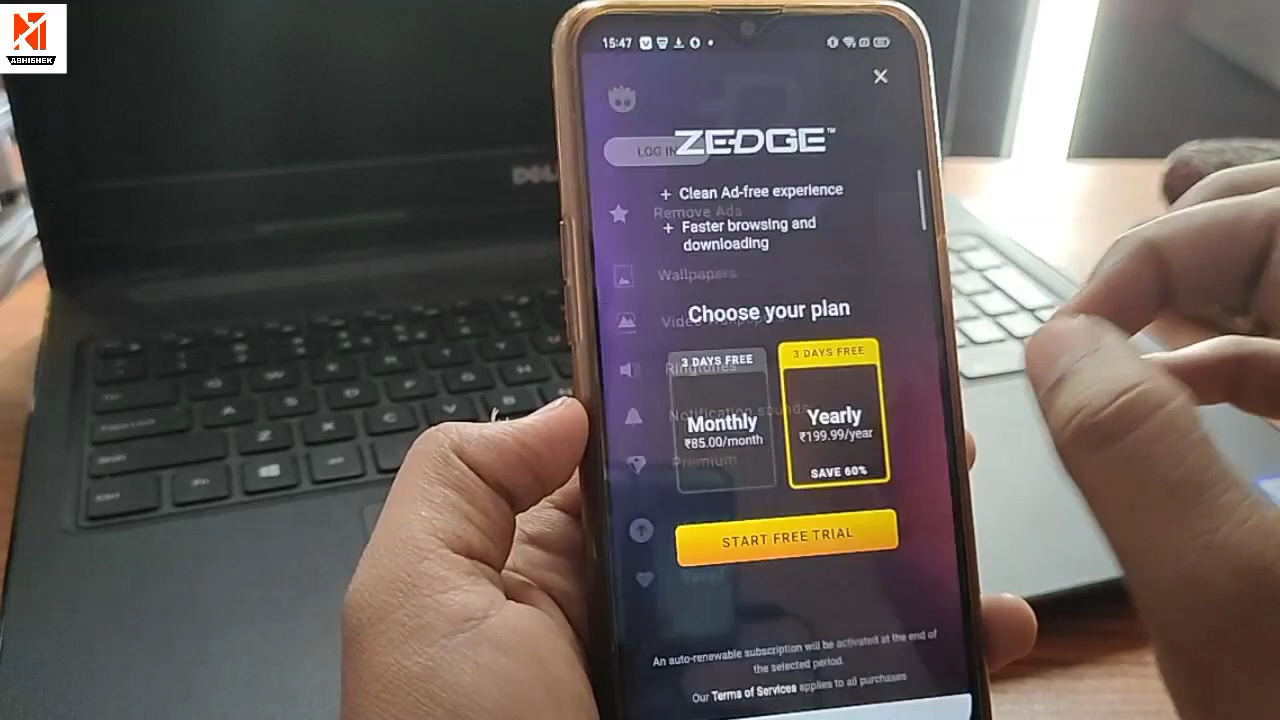 ABHISHEK
15:47
LOG IN
ZEDGE™
+ Clean Ad-free experience
Remove Ads
+ Faster browsing and
downloading
Wallpapers
Choose your plan
3 DAYS FREE
3 DAYS FREE
Ringtones
Notification sounds
Monthly
₹85.00/month
Yearly
₹199.99/year
Premium
SAVE 60%
START FREE TRIAL
Saved
An auto-renewable subscription will be activated at the end of
the selected period.
Our Terms of Services applies to all purchases